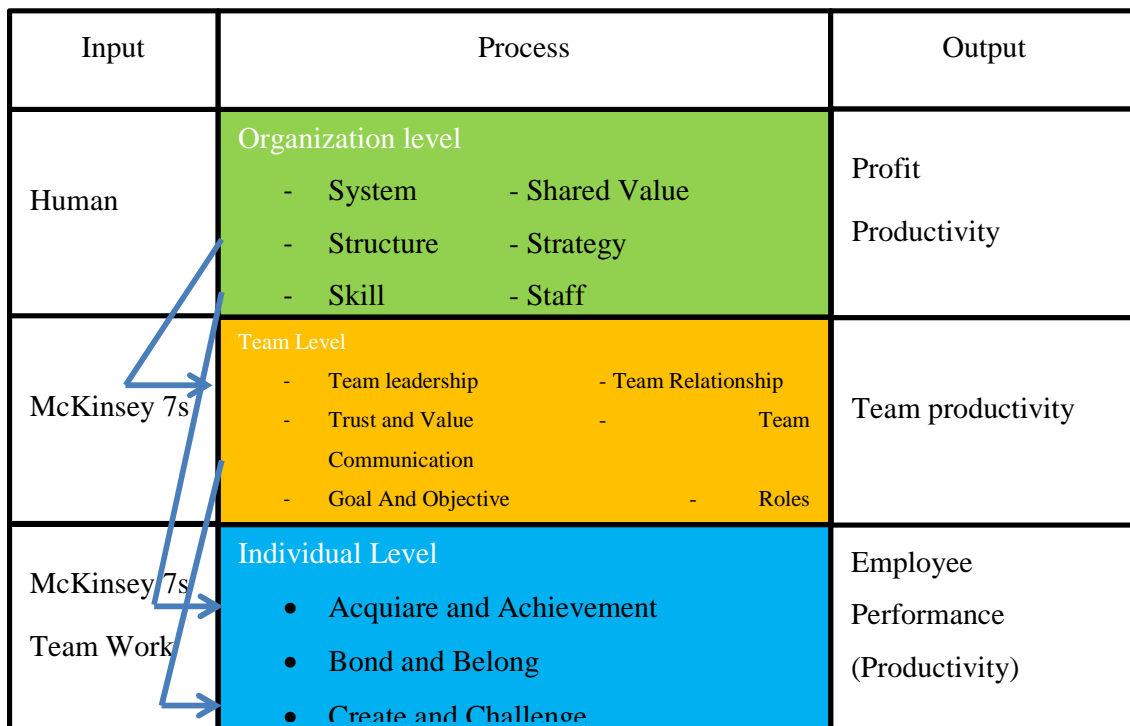 Input Process Output
Human
Organization level
- System - Shared Value
- Structure - Strategy
- Skill - Staff
Profit
Productivity
McKinsey 7s
Team Level
- Team leadership - Team Relationship
- Trust and Value - Team
Communication
- Goal And Objective - Roles
Team productivity
McKinsey 7s
Team Work
Individual Level
• Acquiare and Achievement
• Bond and Belong
• Create and Challenge
Employee
Performance
(Productivity)